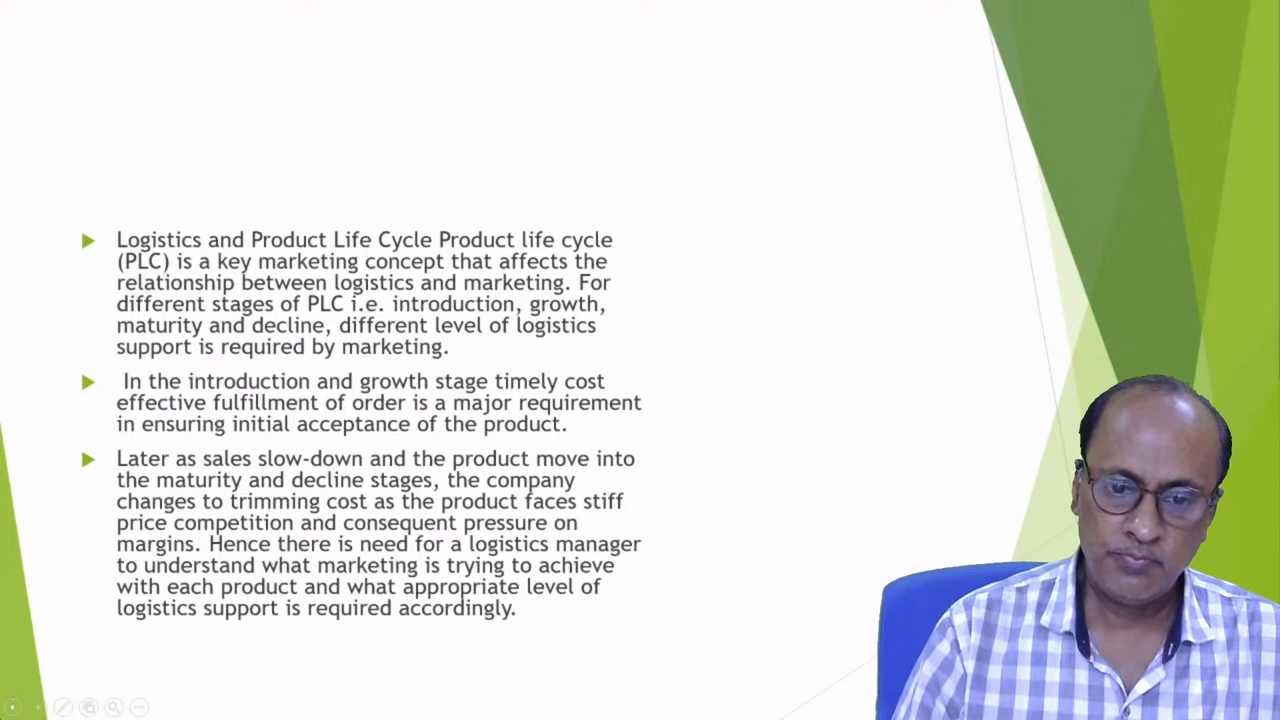 Logistics and Product Life Cycle Product life cycle
(PLC) is a key marketing concept that affects the
relationship between logistics and marketing. For
different stages of PLC i.e. introduction, growth,
maturity and decline, different level of logistics
support is required by marketing.
In the introduction and growth stage timely cost
effective fulfillment of order is a major requirement
in ensuring initial acceptance of the product.
Later as sales slow-down and the product move into
the maturity and decline stages, the company
changes to trimming cost as the product faces stiff
price competition and consequent pressure on
margins. Hence there is need for a logistics manager
to understand what marketing is trying to achieve
with each product and what appropriate level of
logistics support is required accordingly.